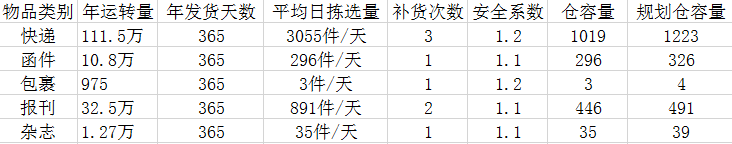 物品类别 年运转量 年发货天数 平均日拣选量 补货次数 安全系数 仓容量 规划仓容量
快递 111.5万 365 3055件/天 3 1.2 1019 1223
函件 10.8万 365 296件/天 1 1.1 296 326
包裹 975 365 3件/天 1 1.2 3 4
报刊 32.5万 365 891件/天 2 1.1 446 491
杂志 1.27万 365 35件/天 1 1.1 35 39